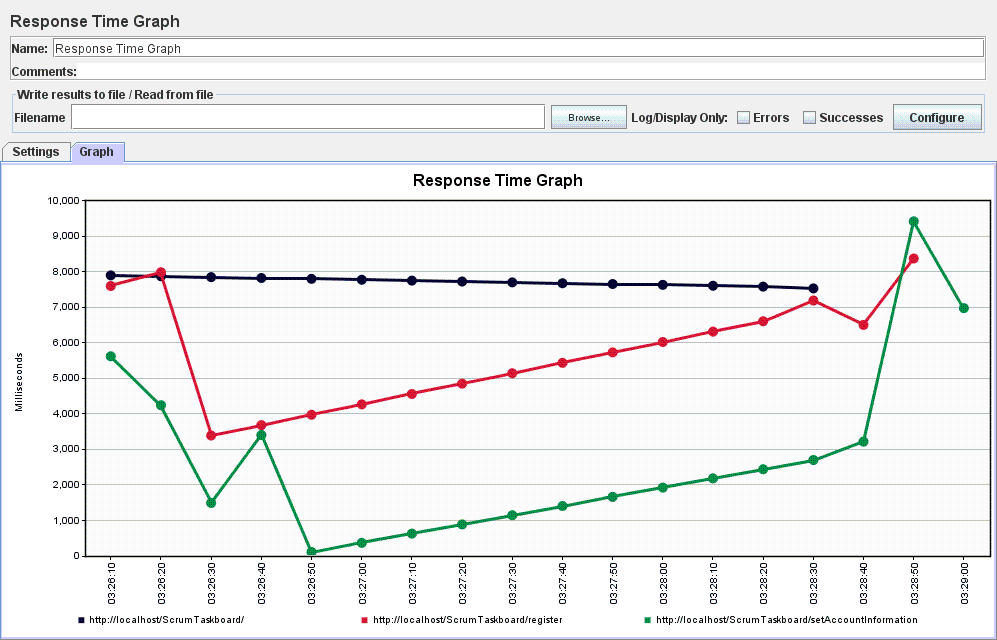 Response Time Graph
Name: Response Time Graph
Comments:
Write results to file / Read from file
Filename Browse... Log/Display Only: Errors Successes Configure
Settings Graph
Response Time Graph
10,000
9,000
8,000
7,000
6,000
5,000
4,000
3,000
2,000
1,000
0
Milliseconds
03:26:10 03:26:20 03:26:30 03:26:40 03:26:50 03:27:00 03:27:10 03:27:20 03:27:30 03:27:40 03:27:50 03:28:00 03:28:10 03:28:20 03:28:30 03:28:40 03:28:50 03:29:00
http://localhost/ScrumTaskboard/ http://localhost/ScrumTaskboard/register http://localhost/ScrumTaskboard/setAccountInformation